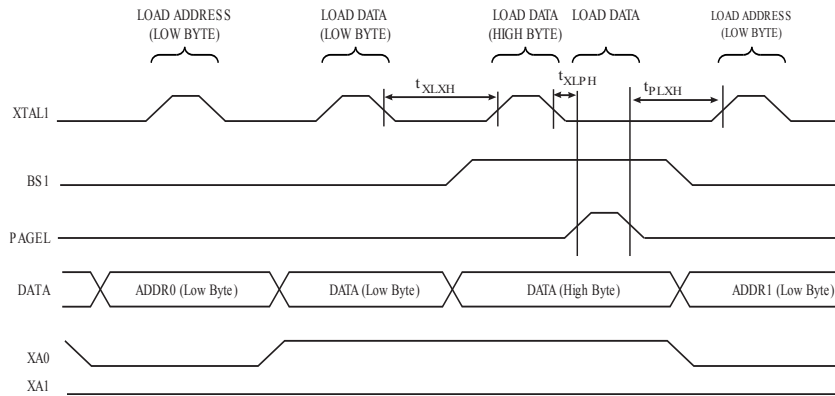 LOAD ADDRESS
(LOW BYTE)
LOAD DATA
(LOW BYTE)
LOAD DATA
(HIGH BYTE)
LOAD DATA
LOAD ADDRESS
(LOW BYTE)
XTAL1
tXLXH
tXLPH
tPLXH
BS1
PAGEL
DATA
ADDR0 (Low Byte)
DATA (Low Byte)
DATA (High Byte)
ADDR1 (Low Byte)
XA0
XA1